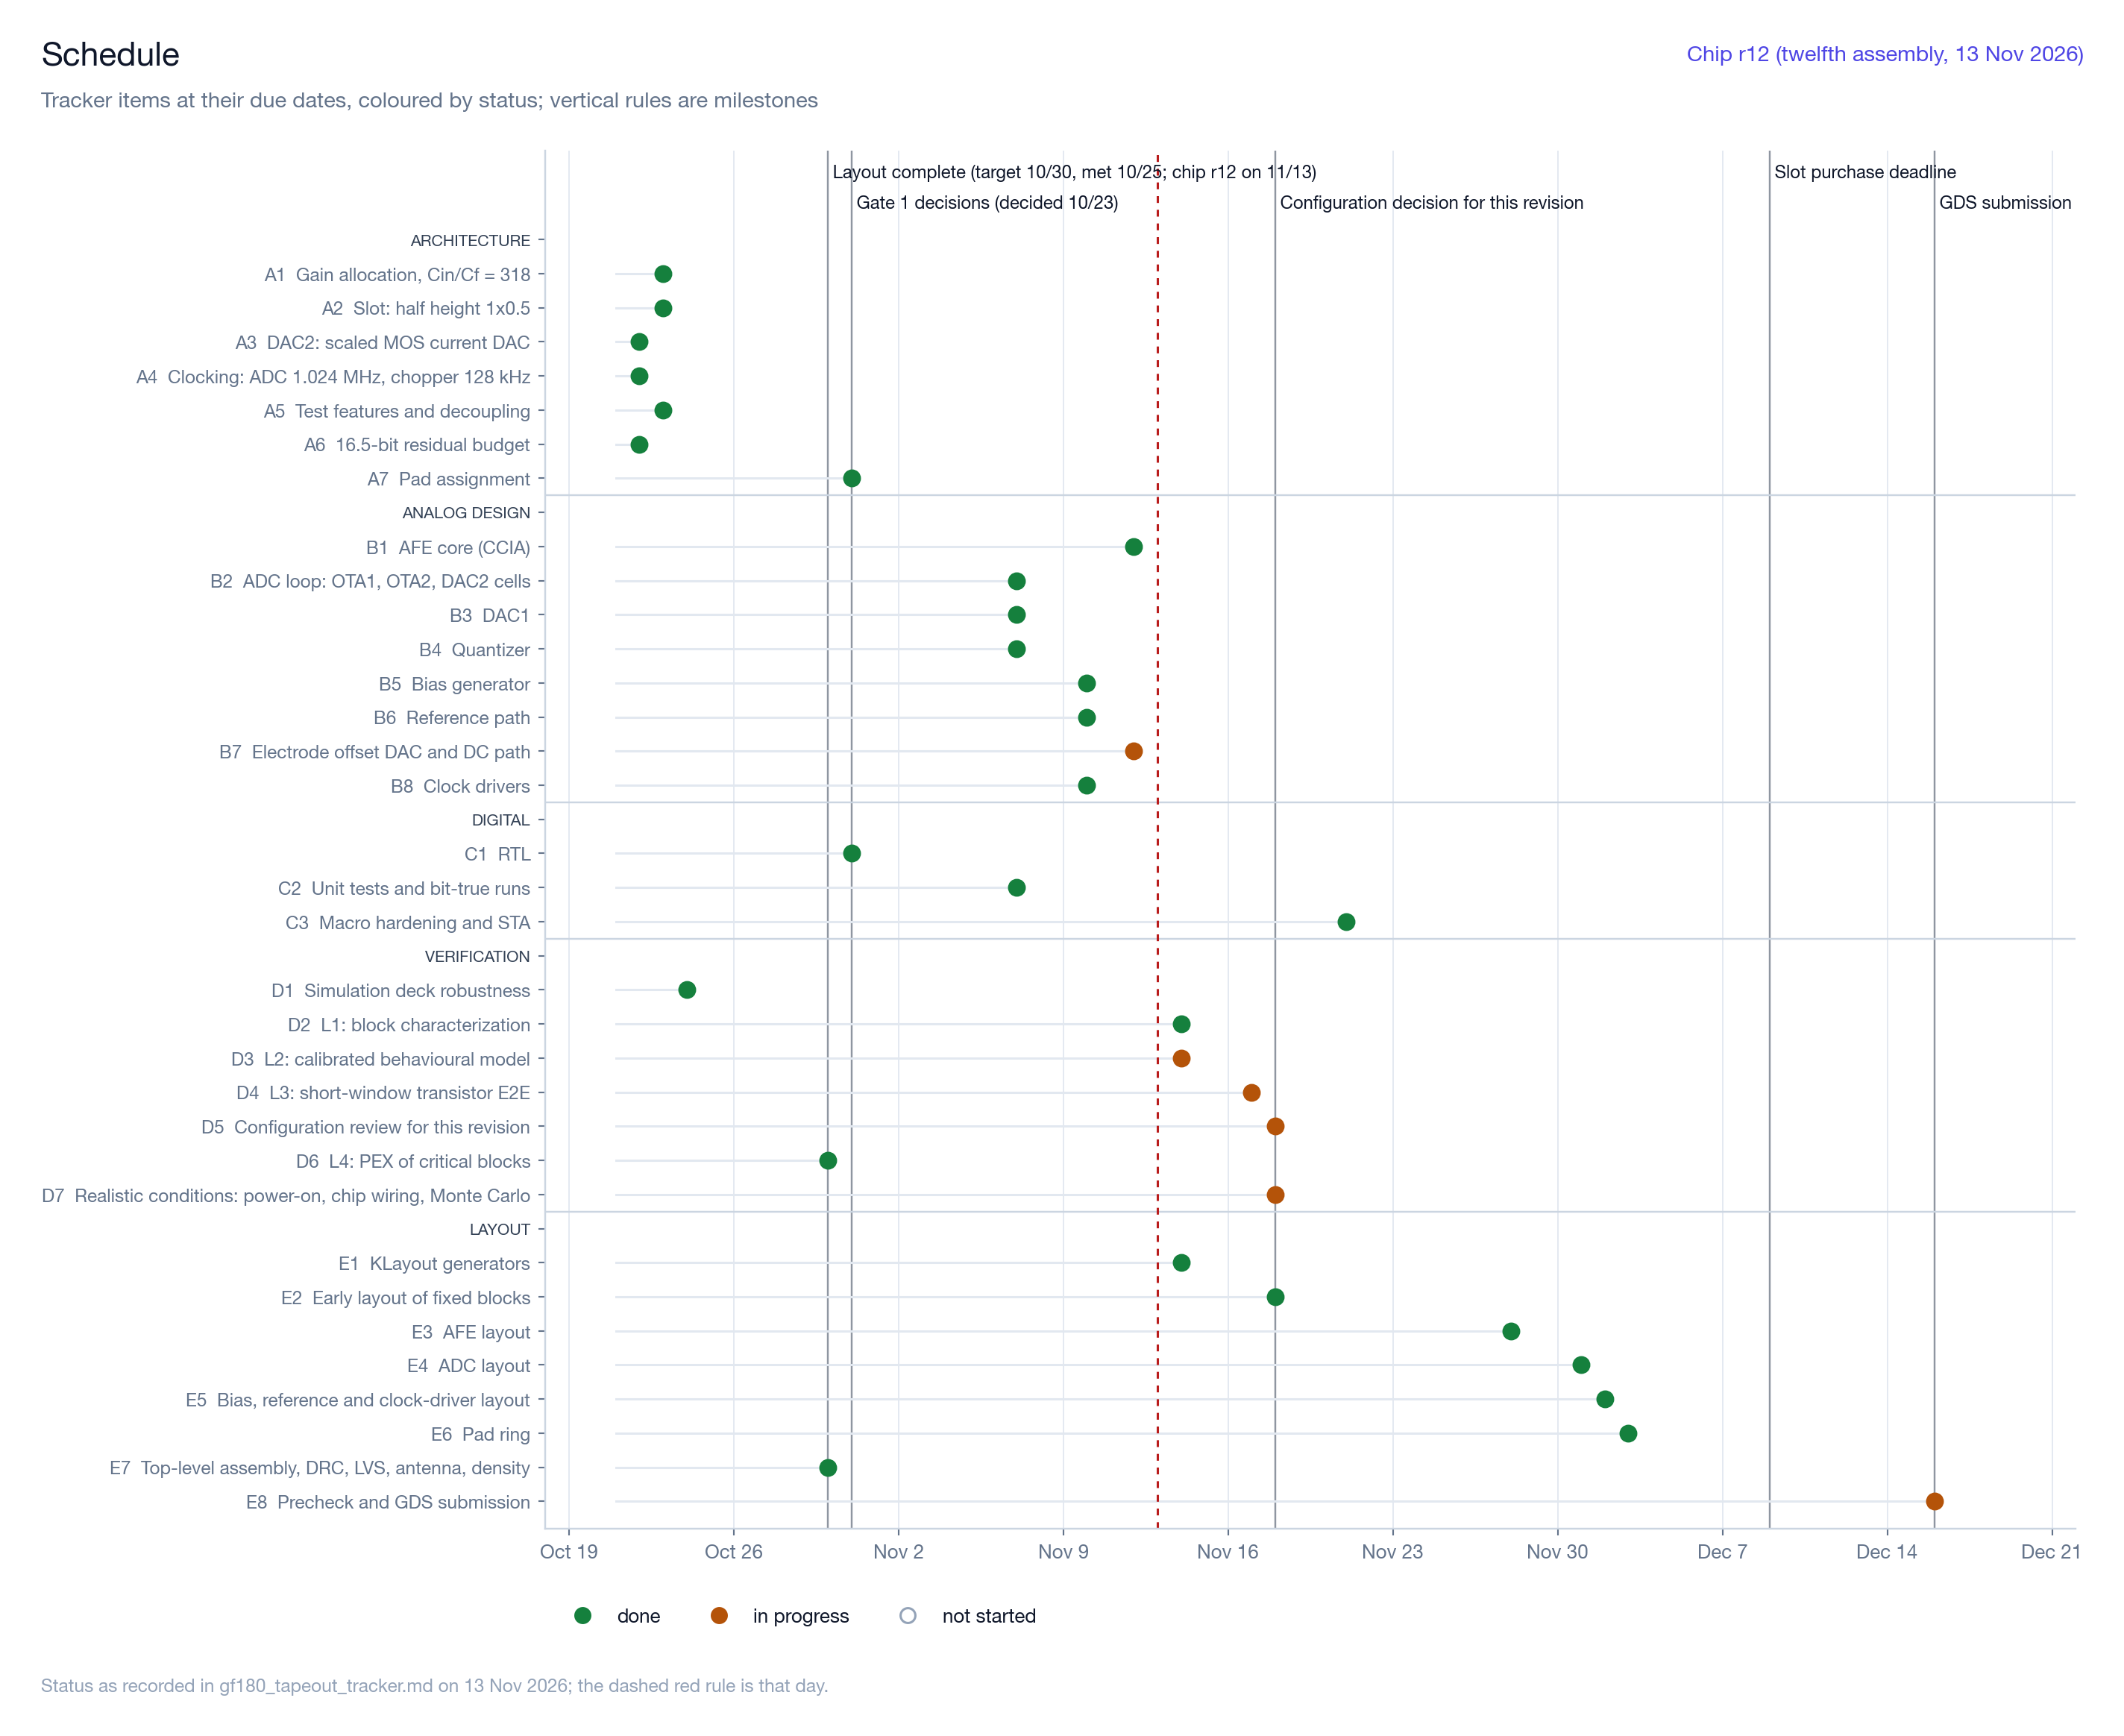 Schedule
Chip r12 (twelfth assembly, 13 Nov 2026)
Tracker items at their due dates, coloured by status; vertical rules are milestones
Layout complete (target 10/30, met 10/25; chip r12 on 11/13)
Slot purchase deadline
Gate 1 decisions (decided 10/23)
Configuration decision for this revision
GDS submission
ARCHITECTURE
A1 Gain allocation, Cin/Cf = 318
A2 Slot: half height 1x0.5
A3 DAC2: scaled MOS current DAC
A4 Clocking: ADC 1.024 MHz, chopper 128 kHz
A5 Test features and decoupling
A6 16.5-bit residual budget
A7 Pad assignment
ANALOG DESIGN
B1 AFE core (CCIA)
B2 ADC loop: OTA1, OTA2, DAC2 cells
B3 DAC1
B4 Quantizer
B5 Bias generator
B6 Reference path
B7 Electrode offset DAC and DC path
B8 Clock drivers
DIGITAL
C1 RTL
C2 Unit tests and bit-true runs
C3 Macro hardening and STA
VERIFICATION
D1 Simulation deck robustness
D2 L1: block characterization
D3 L2: calibrated behavioural model
D4 L3: short-window transistor E2E
D5 Configuration review for this revision
D6 L4: PEX of critical blocks
D7 Realistic conditions: power-on, chip wiring, Monte Carlo
LAYOUT
E1 KLayout generators
E2 Early layout of fixed blocks
E3 AFE layout
E4 ADC layout
E5 Bias, reference and clock-driver layout
E6 Pad ring
E7 Top-level assembly, DRC, LVS, antenna, density
E8 Precheck and GDS submission
Oct 19 Oct 26 Nov 2 Nov 9 Nov 16 Nov 23 Nov 30 Dec 7 Dec 14 Dec 21
done in progress not started
Status as recorded in gf180_tapeout_tracker.md on 13 Nov 2026; the dashed red rule is that day.